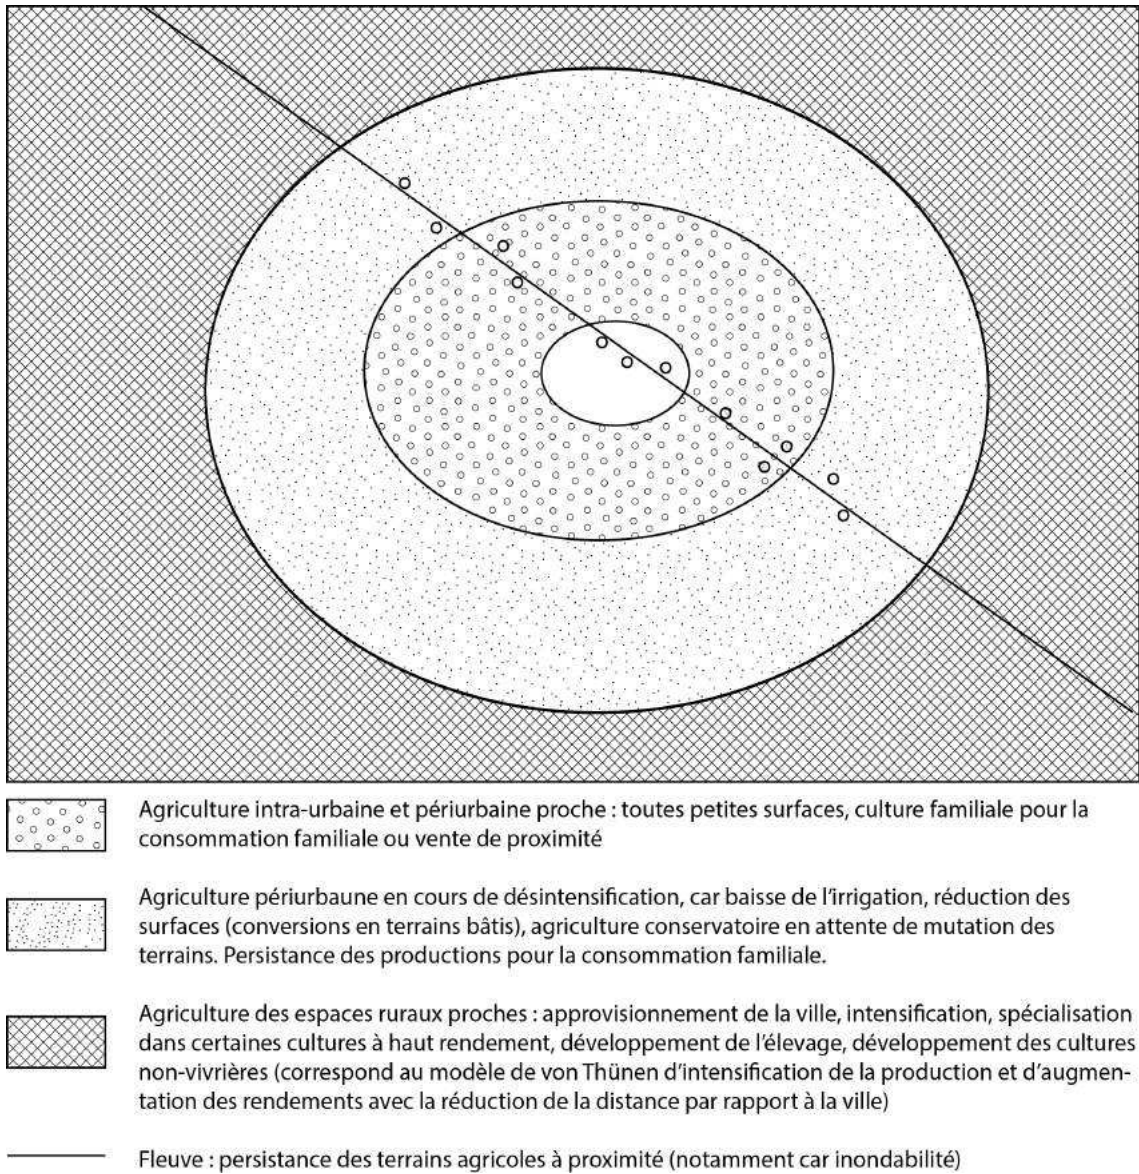 Agriculture intra-urbaine et périurbaine proche : toutes petites surfaces, culture familiale pour la
consommation familiale ou vente de proximité
Agriculture périurbaune en cours de désintensification, car baisse de l'irrigation, réduction des
surfaces (conversions en terrains bâtis), agriculture conservatoire en attente de mutation des
terrains. Persistance des productions pour la consommation familiale.
Agriculture des espaces ruraux proches : approvisionnement de la ville, intensification, spécialisation
dans certaines cultures à haut rendement, développement de l'élevage, développement des cultures
non-vivrières (correspond au modèle de von Thünen d'intensification de la production et d'augmen-
tation des rendements avec la réduction de la distance par rapport à la ville)
Fleuve : persistance des terrains agricoles à proximité (notamment car inondabilité)